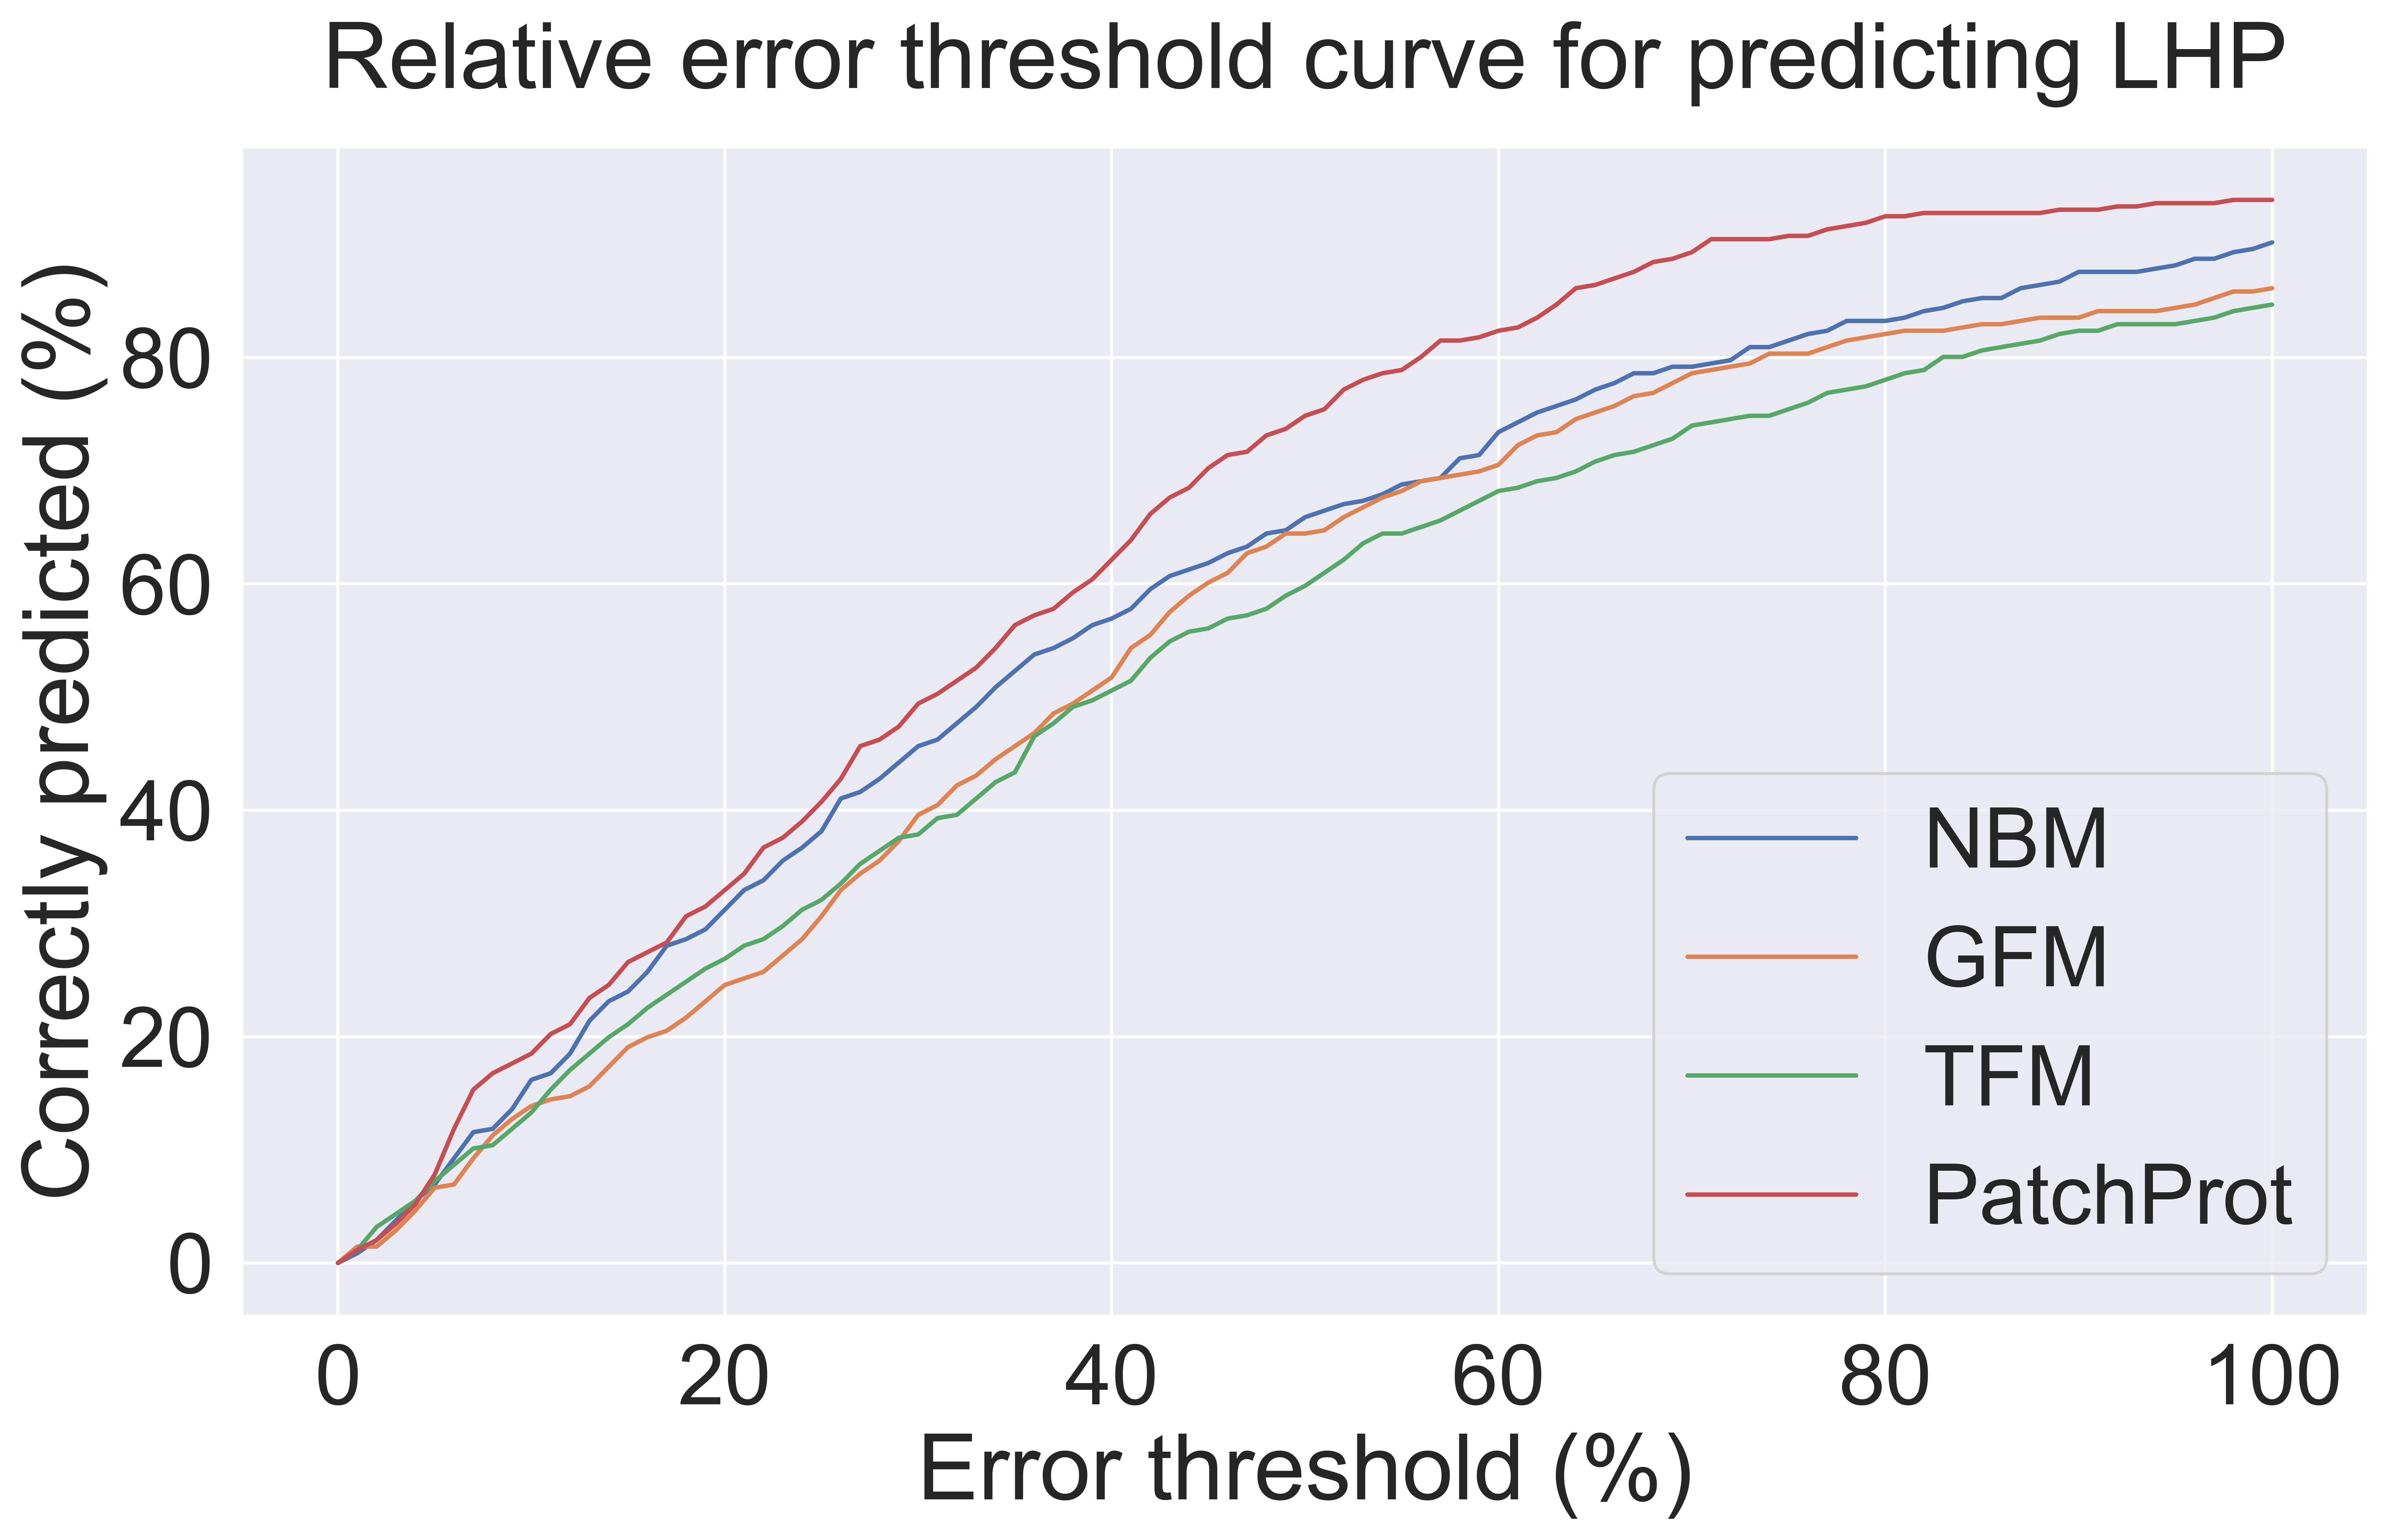 Relative error threshold curve for predicting LHP
Correctly predicted (%)
80
60
40
20
0
NBM
GFM
TFM
PatchProt
0 20 40 60 80 100
Error threshold (%)